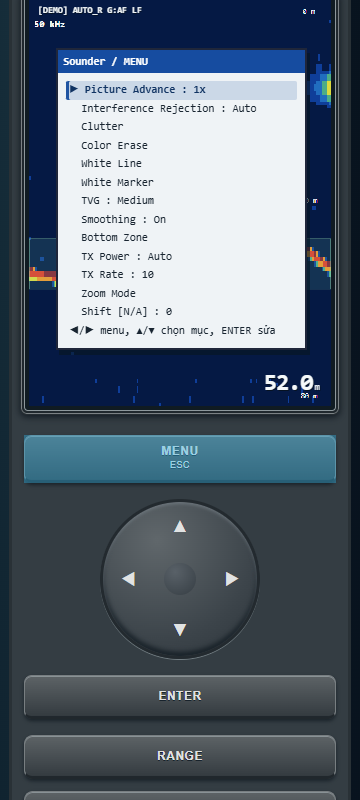 [DEMO] AUTO_R G:AF LF
0 m
50 kHz
Sounder / MENU
▶ Picture Advance : 1x
Interference Rejection : Auto
Clutter
Color Erase
White Line
White Marker
TVG : Medium
Smoothing : On
Bottom Zone
TX Power : Auto
TX Rate : 10
Zoom Mode
Shift [N/A] : 0
◀/▶ menu, ▲/▼ chọn mục, ENTER sửa
52.0m
80 m
MENU
ESC
ENTER
RANGE